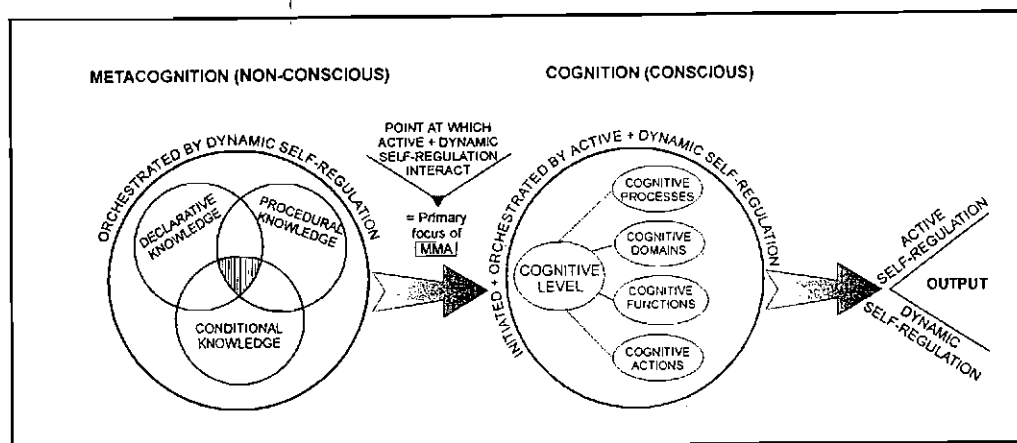 METACOGNITION (NON-CONSCIOUS)
ORCHESTRATED BY DYNAMIC SELF-REGULATION
DECLARATIVE
KNOWLEDGE
PROCEDURAL
KNOWLEDGE
CONDITIONAL
KNOWLEDGE
POINT AT WHICH
ACTIVE + DYNAMIC
SELF-REGULATION
INTERACT
= Primary
focus of
MMA
COGNITION (CONSCIOUS)
INITIATED + ORCHESTRATED BY ACTIVE + DYNAMIC SELF-REGULATION
COGNITIVE
LEVEL
COGNITIVE
PROCESSES
COGNITIVE
DOMAINS
COGNITIVE
FUNCTIONS
COGNITIVE
ACTIONS
ACTIVE
SELF-REGULATION
OUTPUT
DYNAMIC
SELF-REGULATION